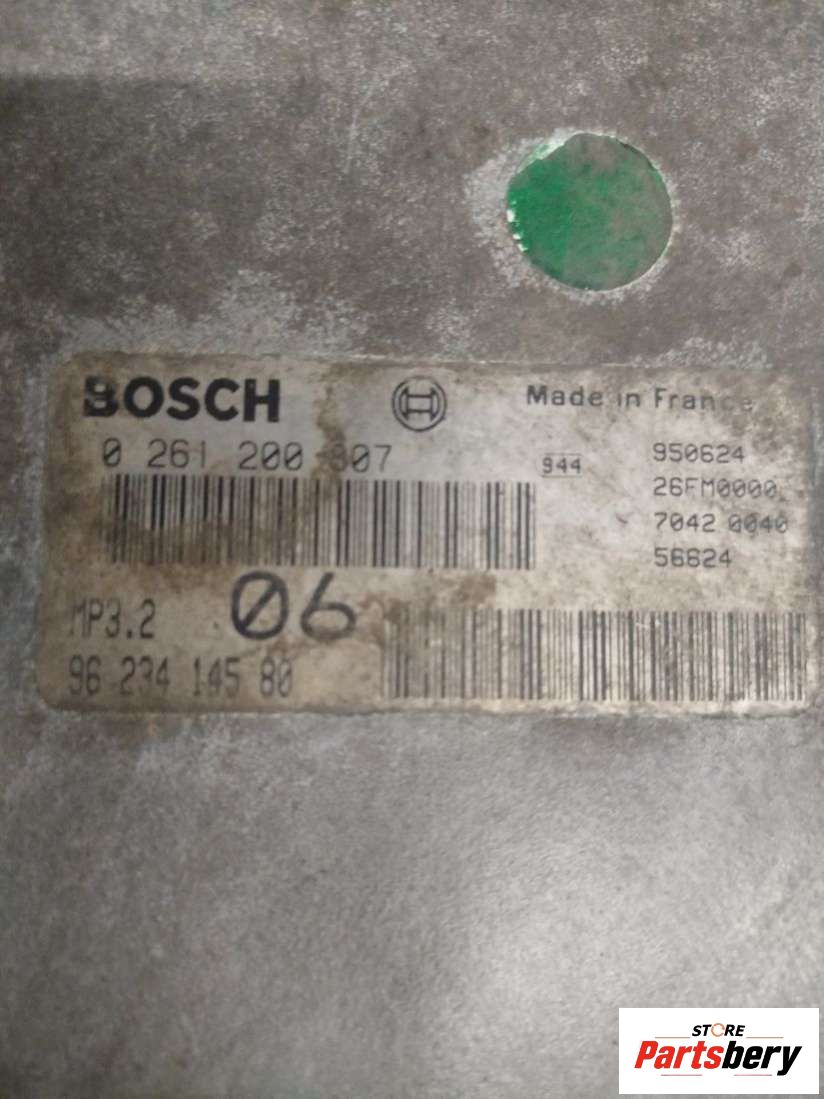 BOSCH
Made in France
0 261 200 807
944
950624
26FM0000
7042 0040
56624
MP3.2
06
96 234 145 80
STORE
Partsbery